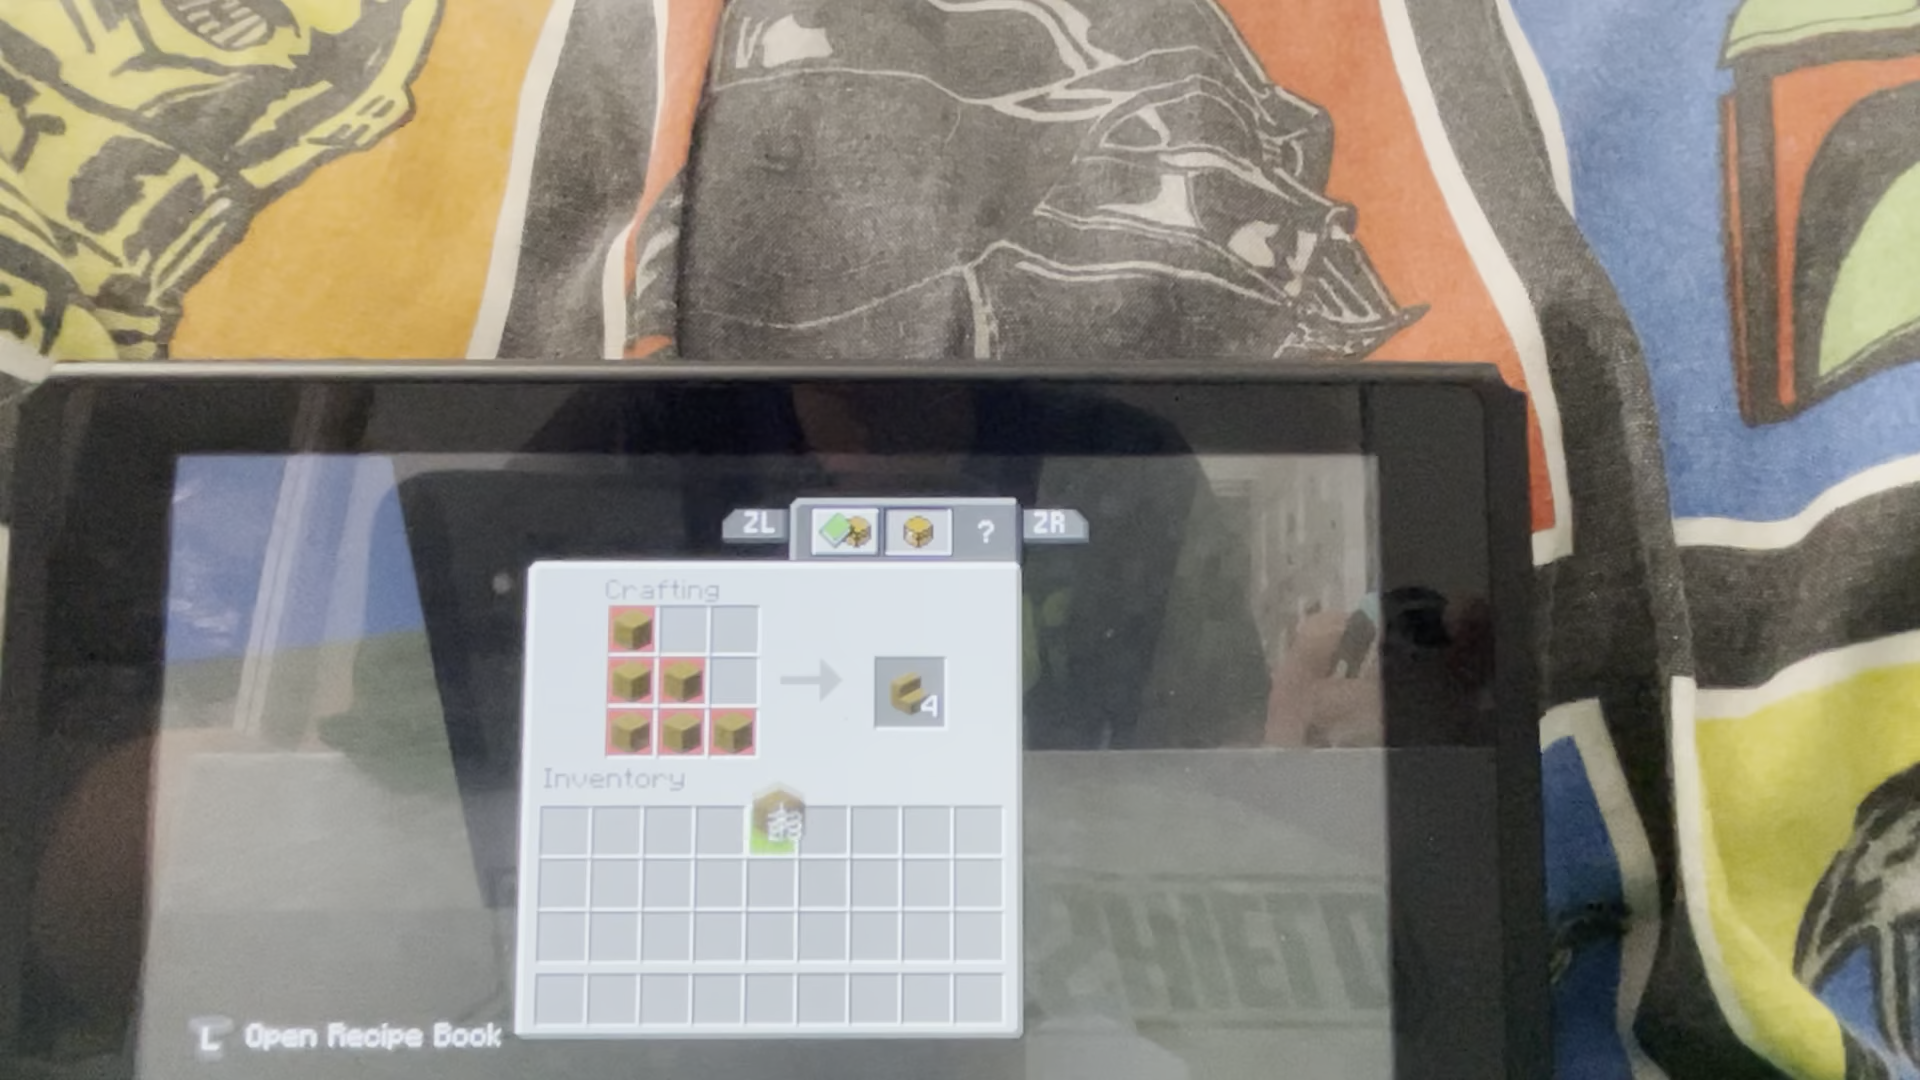 ZL ? ZR
Crafting
4
Inventory
L Open Recipe Book